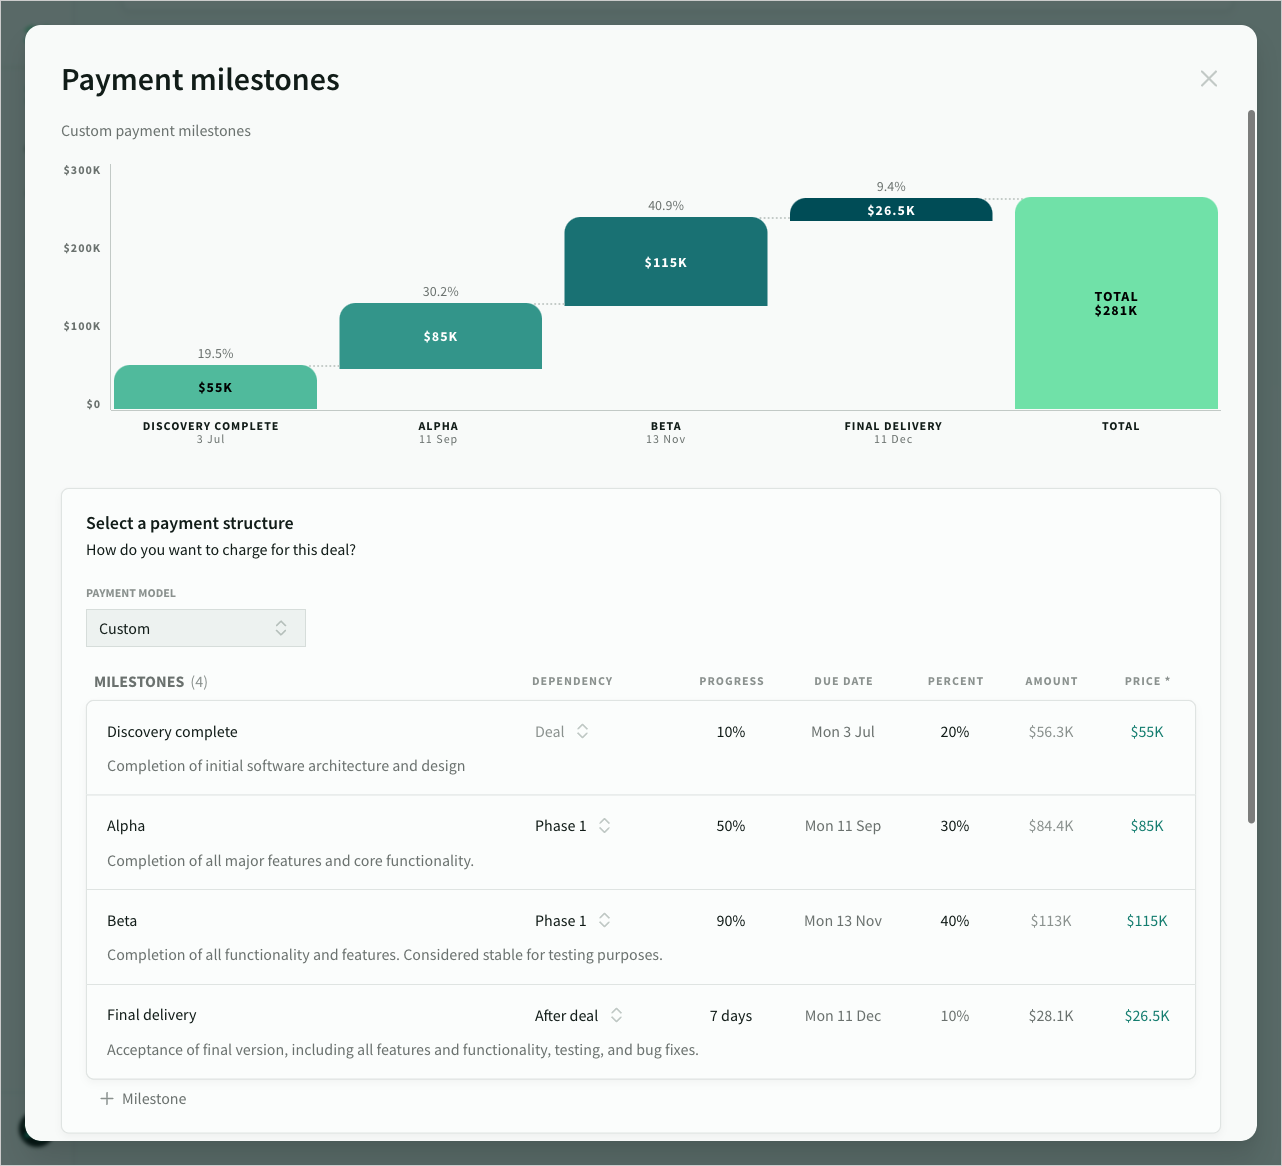 Payment milestones
Custom payment milestones
$300K
$200K
$100K
$0
19.5%
$55K
30.2%
$85K
40.9%
$115K
9.4%
$26.5K
TOTAL
$281K
DISCOVERY COMPLETE
3 Jul
ALPHA
11 Sep
BETA
13 Nov
FINAL DELIVERY
11 Dec
TOTAL
Select a payment structure
How do you want to charge for this deal?
PAYMENT MODEL
Custom
MILESTONES (4) DEPENDENCY PROGRESS DUE DATE PERCENT AMOUNT PRICE *
Discovery complete Deal 10% Mon 3 Jul 20% $56.3K $55K
Completion of initial software architecture and design
Alpha Phase 1 50% Mon 11 Sep 30% $84.4K $85K
Completion of all major features and core functionality.
Beta Phase 1 90% Mon 13 Nov 40% $113K $115K
Completion of all functionality and features. Considered stable for testing purposes.
Final delivery After deal 7 days Mon 11 Dec 10% $28.1K $26.5K
Acceptance of final version, including all features and functionality, testing, and bug fixes.
Milestone